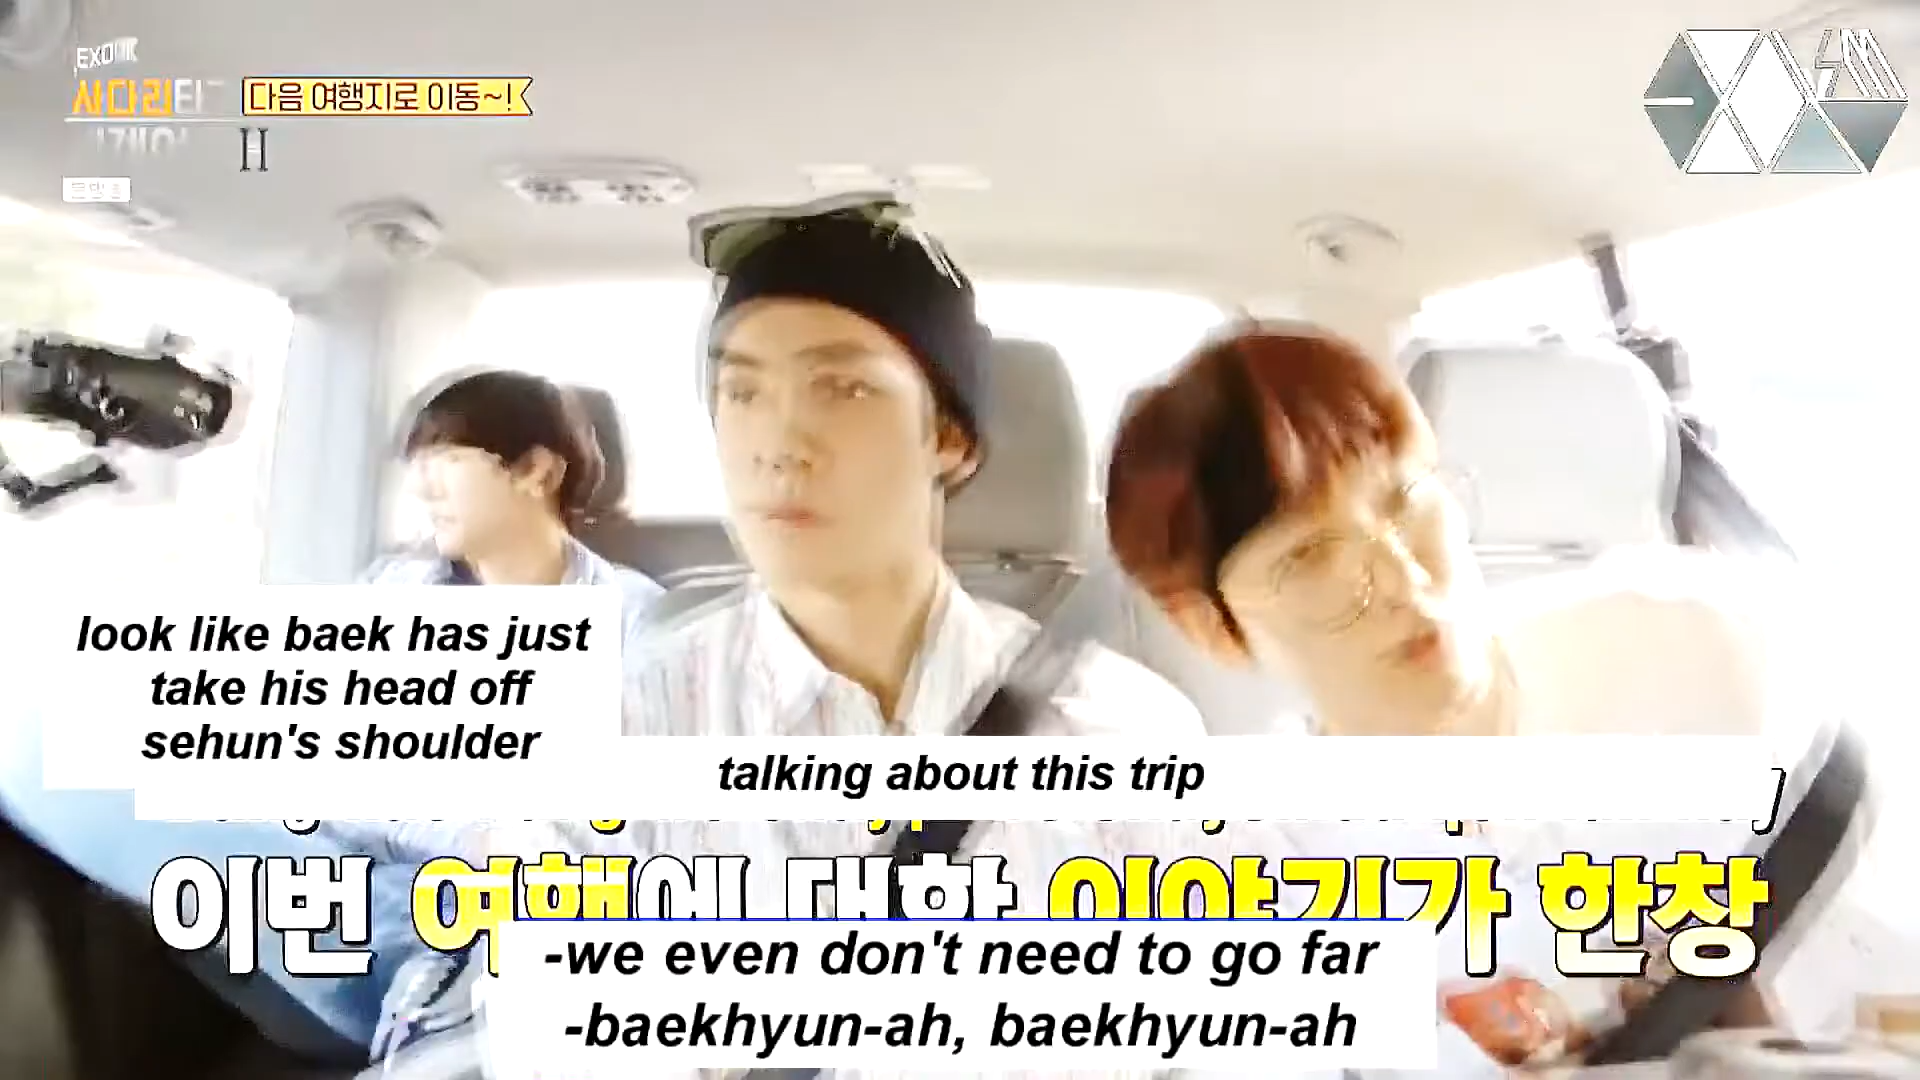 EXO
사다리타
다음 여행지로 이동~!
H
look like baek has just
take his head off
sehun's shoulder
talking about this trip
이번 여행에 대한 이야기가 한창
-we even don't need to go far
-baekhyun-ah, baekhyun-ah